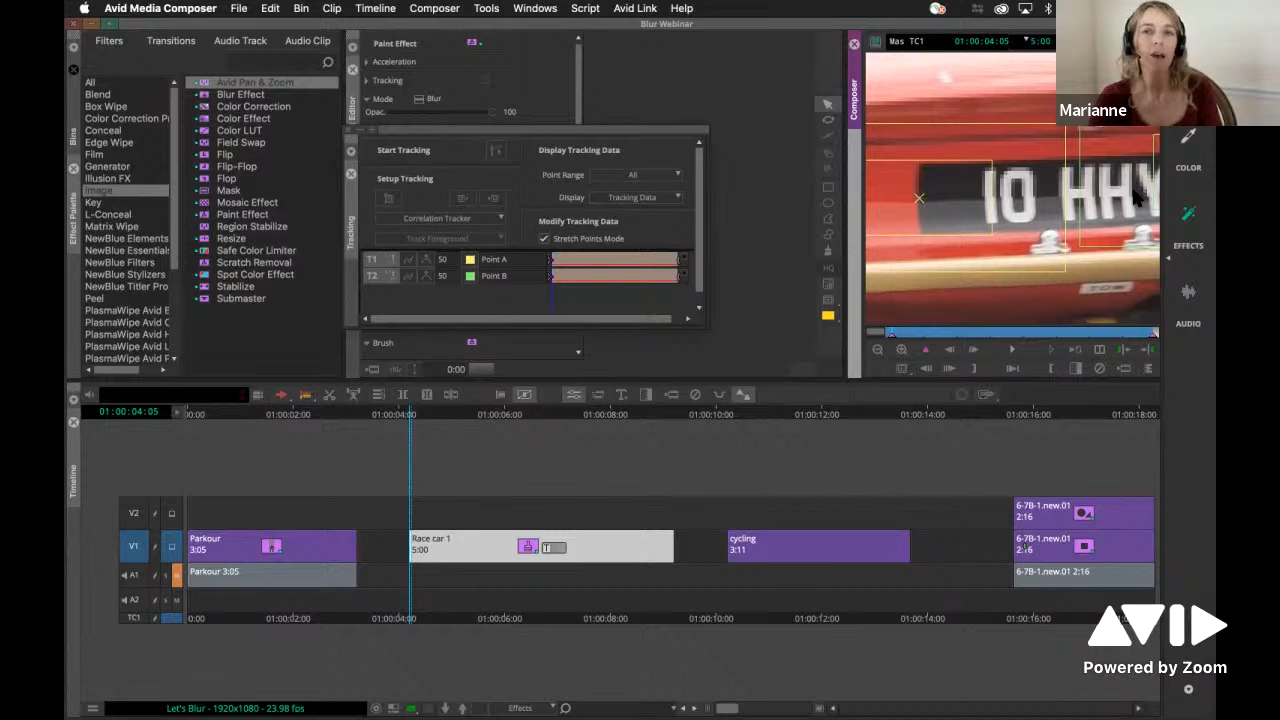 Avid Media Composer File Edit Bin Clip Timeline Composer Tools Windows Script Avid Link Help
Blur Webinar
Filters Transitions Audio Track Audio Clip
All
Blend
Box Wipe
Color Correction P
Conceal
Edge Wipe
Film
Generator
Illusion FX
Image
Key
L-Conceal
Matrix Wipe
NewBlue Elements
NewBlue Essentials
NewBlue Filters
NewBlue Stylizers
NewBlue Titler Pro
Peel
PlasmaWipe Avid B
PlasmaWipe Avid C
PlasmaWipe Avid H
PlasmaWipe Avid L
PlasmaWipe Avid P
Avid Pan & Zoom
Blur Effect
Color Correction
Color Effect
Color LUT
Field Swap
Flip
Flip-Flop
Flop
Mask
Mosaic Effect
Paint Effect
Region Stabilize
Resize
Safe Color Limiter
Scratch Removal
Spot Color Effect
Stabilize
Submaster
Bins
Effect Palette
Editor
Paint Effect
Acceleration
Tracking
Mode Blur
Opac. 100
Tracking
Start Tracking
Setup Tracking
Correlation Tracker
Track Foreground
Display Tracking Data
Point Range All
Display Tracking Data
Modify Tracking Data
Stretch Points Mode
T1 50 Point A
T2 50 Point B
Brush
0:00
HQ
Composer
Mas TC1 01:00:04:05 5:00
10 HHY
Marianne
COLOR
EFFECTS
AUDIO
Timeline
01:00:04:05
00:00 01:00:02:00 01:00:04:00 01:00:06:00 01:00:08:00 01:00:10:00 01:00:12:00 01:00:14:00 01:00:16:00 01:00:18:00
V2
6-7B-1.new.01
2:16
V1
Parkour
3:05
Race car 1
5:00
cycling
3:11
6-7B-1.new.01
2:16
A1 S M
Parkour 3:05
6-7B-1.new.01 2:16
A2 S M
TC1
0:00 01:00:02:00 01:00:04:00 01:00:06:00 01:00:08:00 01:00:10:00 01:00:12:00 01:00:14:00 01:00:16:00
AVID
Powered by Zoom
Let's Blur - 1920x1080 - 23.98 fps
Effects